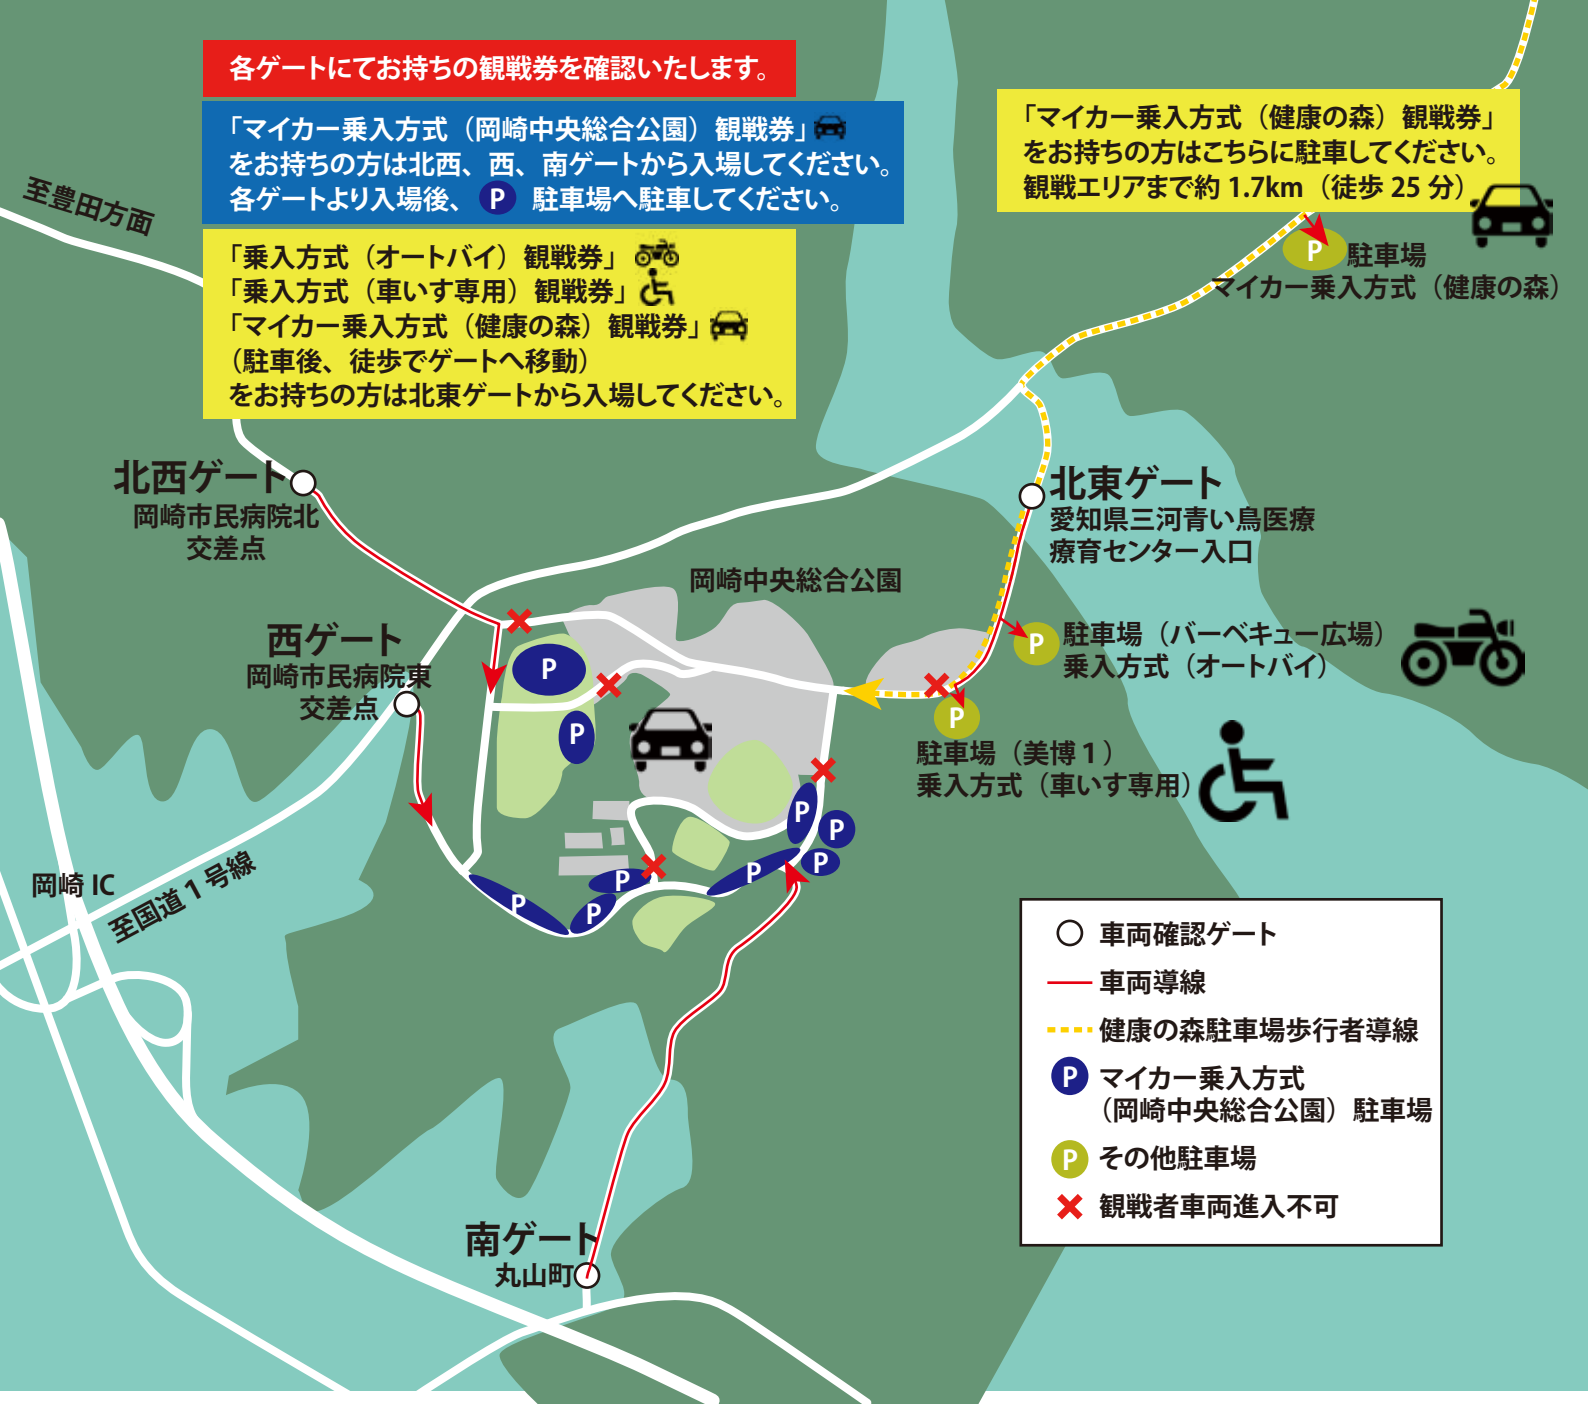 各ゲートにてお持ちの観戦券を確認いたします。
「マイカー乗入方式（岡崎中央総合公園）観戦券」
をお持ちの方は北西、西、南ゲートから入場してください。
各ゲートより入場後、 P 駐車場へ駐車してください。
「乗入方式（オートバイ）観戦券」
「乗入方式（車いす専用）観戦券」
「マイカー乗入方式（健康の森）観戦券」
（駐車後、徒歩でゲートへ移動）
をお持ちの方は北東ゲートから入場してください。
「マイカー乗入方式（健康の森）観戦券」
をお持ちの方はこちらに駐車してください。
観戦エリアまで約 1.7km（徒歩 25 分）
至豊田方面
P 駐車場
マイカー乗入方式（健康の森）
北西ゲート
岡崎市民病院北
交差点
北東ゲート
愛知県三河青い鳥医療
療育センター入口
岡崎中央総合公園
西ゲート
岡崎市民病院東
交差点
P 駐車場（バーベキュー広場）
乗入方式（オートバイ）
P
P
P
駐車場（美博１）
乗入方式（車いす専用）
P
P
P
P
P
P
P
岡崎 IC
至国道１号線
南ゲート
丸山町
車両確認ゲート
車両導線
健康の森駐車場歩行者導線
P マイカー乗入方式
（岡崎中央総合公園）駐車場
P その他駐車場
観戦者車両進入不可